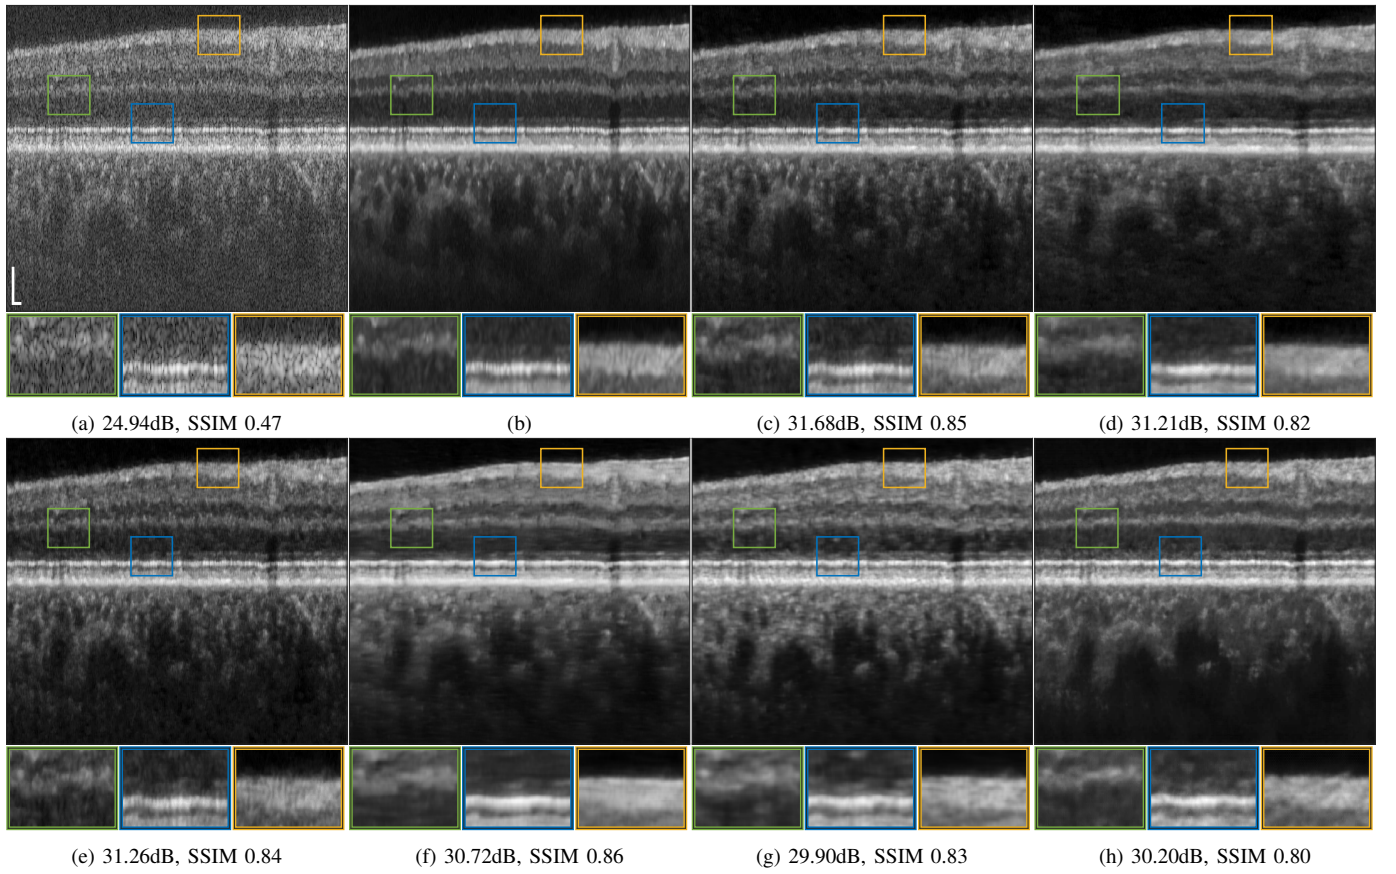 (a) 24.94dB, SSIM 0.47
(b)
(c) 31.68dB, SSIM 0.85
(d) 31.21dB, SSIM 0.82
(e) 31.26dB, SSIM 0.84
(f) 30.72dB, SSIM 0.86
(g) 29.90dB, SSIM 0.83
(h) 30.20dB, SSIM 0.80